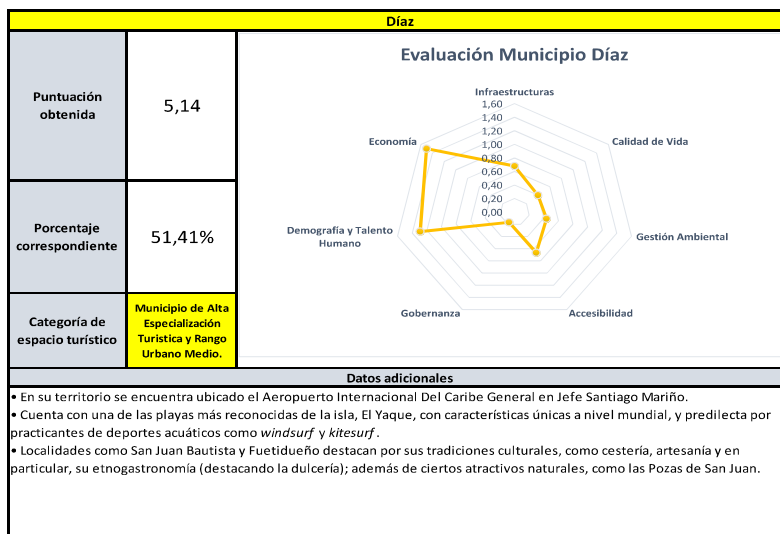 Díaz
Puntuación
obtenida
5,14
Evaluación Municipio Díaz
Infraestructuras
1,60
1,40
1,20
1,00
0,80
0,60
0,40
0,20
0,00
Calidad de Vida
Gestión Ambiental
Accesibilidad
Gobernanza
Demografía y Talento
Humano
Economía
Porcentaje
correspondiente
51,41%
Categoría de
espacio turístico
Municipio de Alta
Especialización
Turistica y Rango
Urbano Medio.
Datos adicionales
• En su territorio se encuentra ubicado el Aeropuerto Internacional Del Caribe General en Jefe Santiago Mariño.
• Cuenta con una de las playas más reconocidas de la isla, El Yaque, con características únicas a nivel mundial, y predilecta por
practicantes de deportes acuáticos como windsurf y kitesurf.
• Localidades como San Juan Bautista y Fuetidueño destacan por sus tradiciones culturales, como cestería, artesanía y en
particular, su etnogastronomía (destacando la dulcería); además de ciertos atractivos naturales, como las Pozas de San Juan.